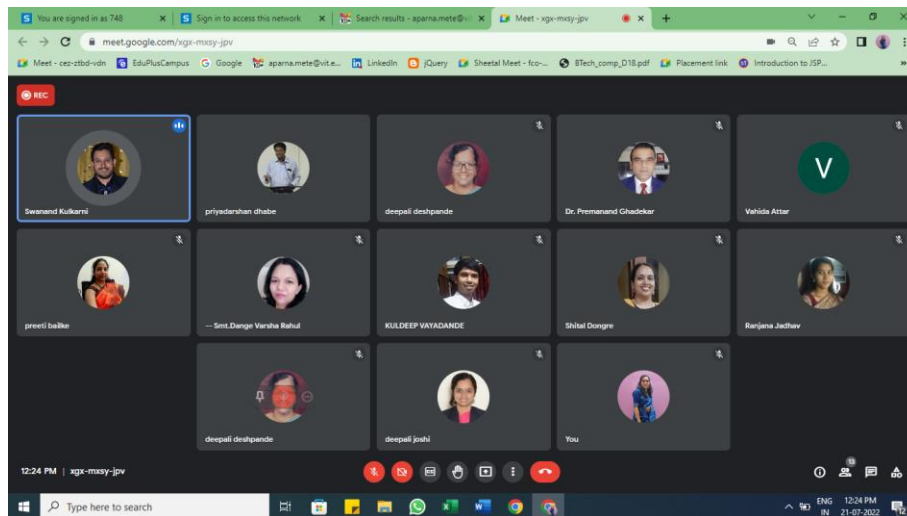 You are signed in as 748
Sign in to access this network
Search results - aparna.mete@vi
Meet - xgx-mxsy-jpv
meet.google.com/xgx-mxsy-jpv
Meet - cez-ztbd-vdn
EduPlusCampus
Google
aparna.mete@vit.e...
LinkedIn
jQuery
Sheetal Meet - fco-...
BTech_comp_D18.pdf
Placement link
Introduction to JSP...
REC
Swanand Kulkarni
priyadarshan dhabe
deepali deshpande
Dr. Premanand Ghadekar
V
Vahida Attar
preeti bailke
-- Smt.Dange Varsha Rahul
KULDEEP VAYADANDE
Shital Dongre
Ranjana Jadhav
deepali deshpande
deepali joshi
You
12:24 PM | xgx-mxsy-jpv
13
Type here to search
ENG
IN
12:24 PM
21-07-2022